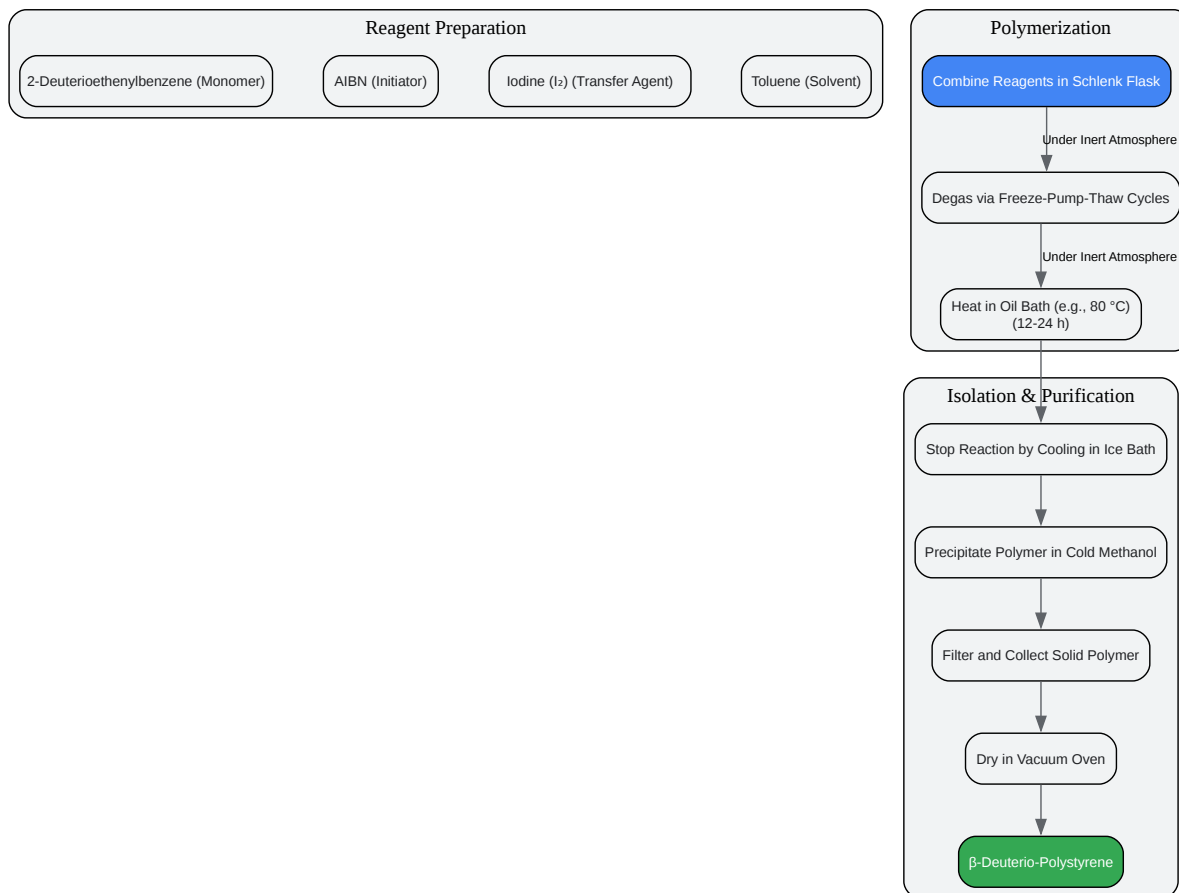 Reagent Preparation
2-Deuterioethenylbenzene (Monomer)
AIBN (Initiator)
Iodine (I₂) (Transfer Agent)
Toluene (Solvent)
Polymerization
Combine Reagents in Schlenk Flask
Under Inert Atmosphere
Degas via Freeze-Pump-Thaw Cycles
Under Inert Atmosphere
Heat in Oil Bath (e.g., 80 °C)
(12-24 h)
Isolation & Purification
Stop Reaction by Cooling in Ice Bath
Precipitate Polymer in Cold Methanol
Filter and Collect Solid Polymer
Dry in Vacuum Oven
β-Deuterio-Polystyrene